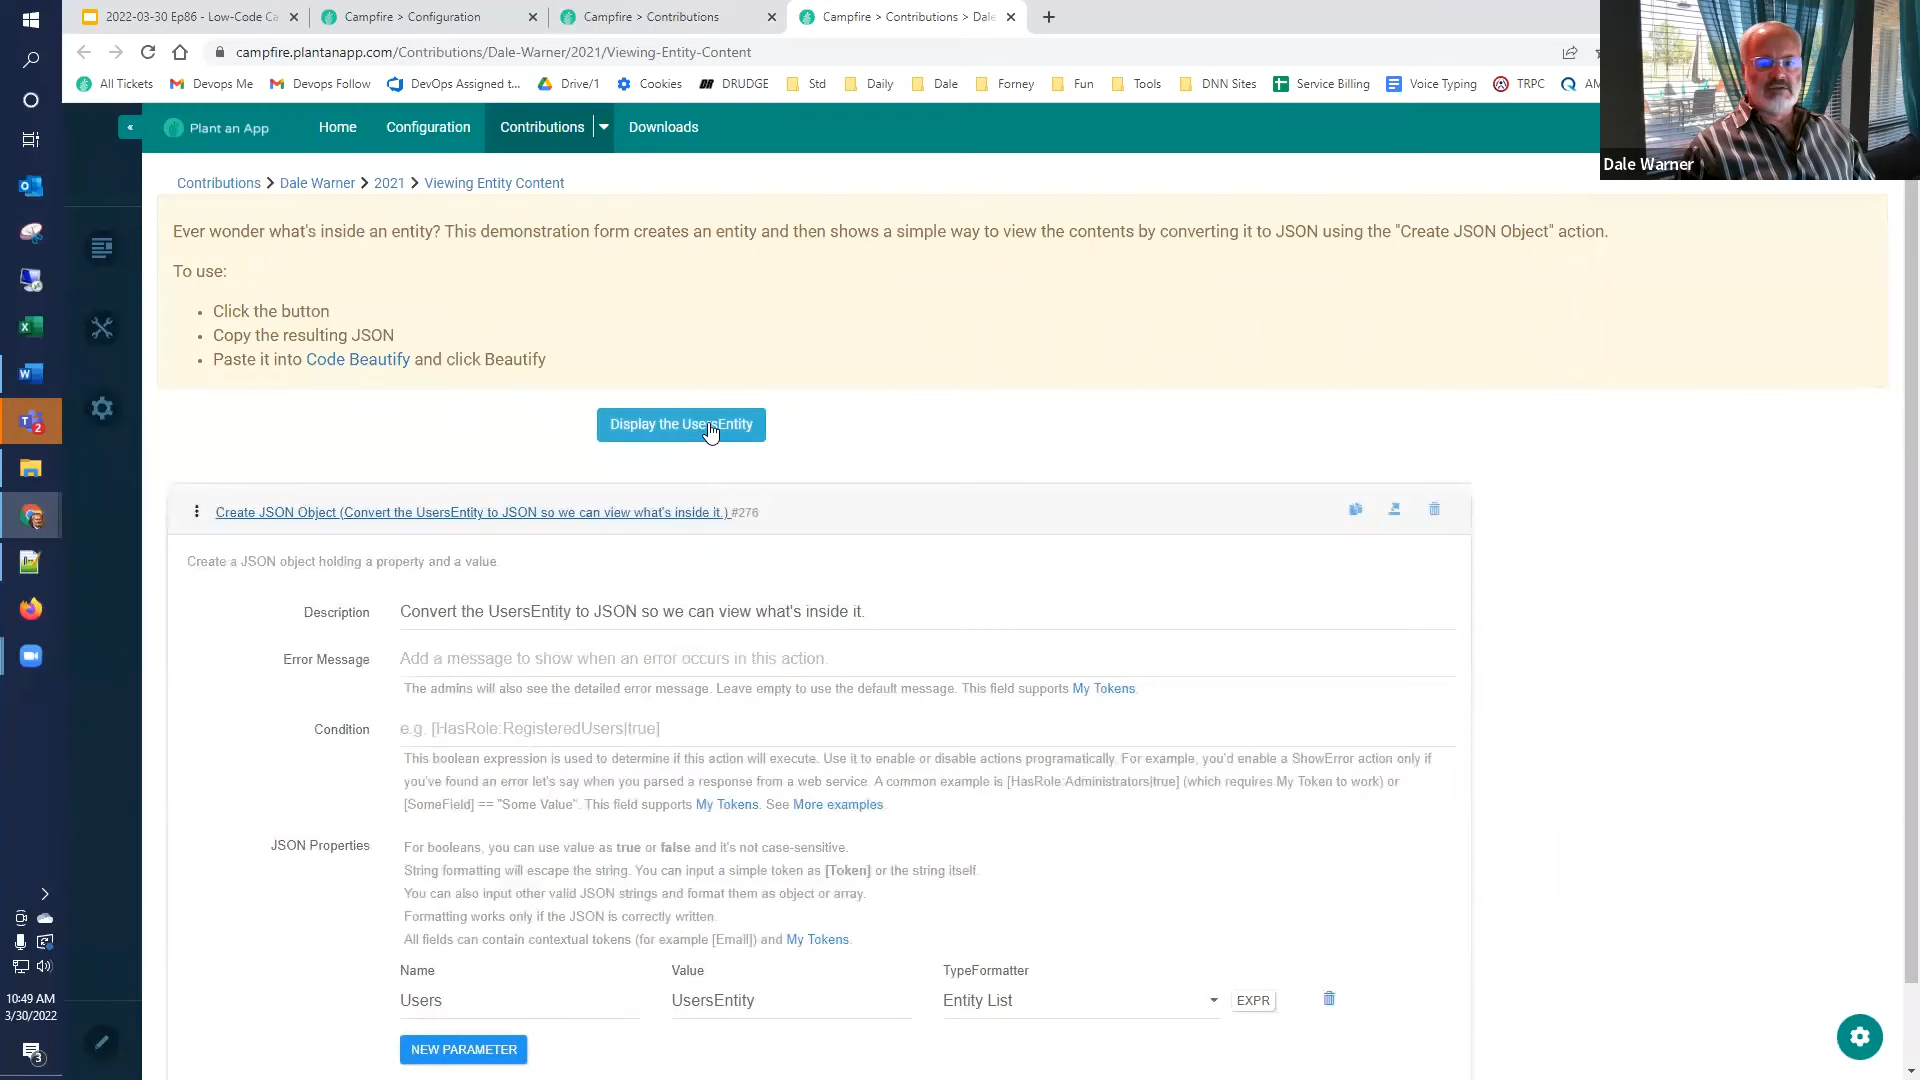 2022-03-30 Ep86 - Low-Code Ca
Campfire > Configuration
Campfire > Contributions
Campfire > Contributions > Dale
campfire.plantanapp.com/Contributions/Dale-Warner/2021/Viewing-Entity-Content
All Tickets
Devops Me
Devops Follow
DevOps Assigned t...
Drive/1
Cookies
DRUDGE
Std
Daily
Dale
Forney
Fun
Tools
DNN Sites
Service Billing
Voice Typing
TRPC
Plant an App
Home
Configuration
Contributions
Downloads
Dale Warner
Contributions > Dale Warner > 2021 > Viewing Entity Content
Ever wonder what's inside an entity? This demonstration form creates an entity and then shows a simple way to view the contents by converting it to JSON using the "Create JSON Object" action.
To use:
• Click the button
• Copy the resulting JSON
• Paste it into Code Beautify and click Beautify
Display the UsersEntity
Create JSON Object (Convert the UsersEntity to JSON so we can view what's inside it.) #276
Create a JSON object holding a property and a value.
Description
Convert the UsersEntity to JSON so we can view what's inside it.
Error Message
Add a message to show when an error occurs in this action.
The admins will also see the detailed error message. Leave empty to use the default message. This field supports My Tokens.
Condition
e.g. [HasRole:RegisteredUsers|true]
This boolean expression is used to determine if this action will execute. Use it to enable or disable actions programatically. For example, you'd enable a ShowError action only if
you've found an error let's say when you parsed a response from a web service. A common example is [HasRole:Administrators|true] (which requires My Token to work) or
[SomeField] == "Some Value". This field supports My Tokens. See More examples.
JSON Properties
For booleans, you can use value as true or false and it's not case-sensitive.
String formatting will escape the string. You can input a simple token as [Token] or the string itself.
You can also input other valid JSON strings and format them as object or array.
Formatting works only if the JSON is correctly written.
All fields can contain contextual tokens (for example [Email]) and My Tokens.
Name
Value
TypeFormatter
Users
UsersEntity
Entity List
EXPR
NEW PARAMETER
10:49 AM
3/30/2022
3